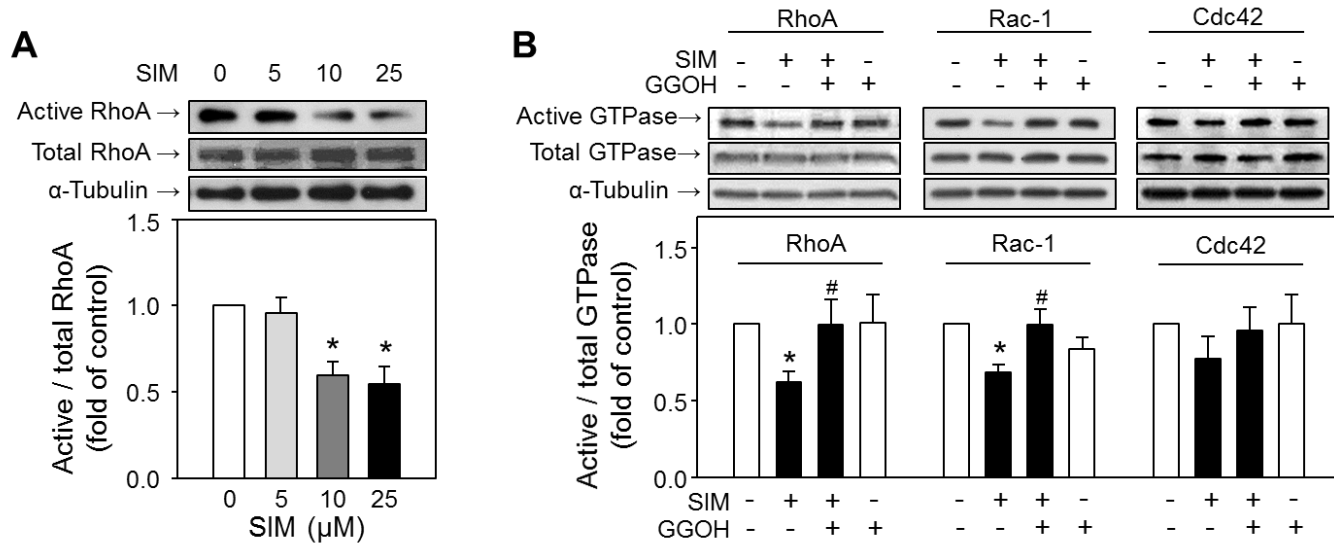 A
SIM 0 5 10 25
Active RhoA →
Total RhoA →
α-Tubulin →
1.5
1.0
0.5
0.0
Active / total RhoA
(fold of control)
* *
0 5 10 25
SIM (μM)
B
RhoA Rac-1 Cdc42
SIM - + + - - + + - - + + -
GGOH - - + + - - + + - - + +
Active GTPase→
Total GTPase→
α-Tubulin →
1.5
1.0
0.5
0.0
Active / total GTPase
(fold of control)
RhoA Rac-1 Cdc42
* # * #
SIM - + + - - + + - - + + -
GGOH - - + + - - + + - - + +